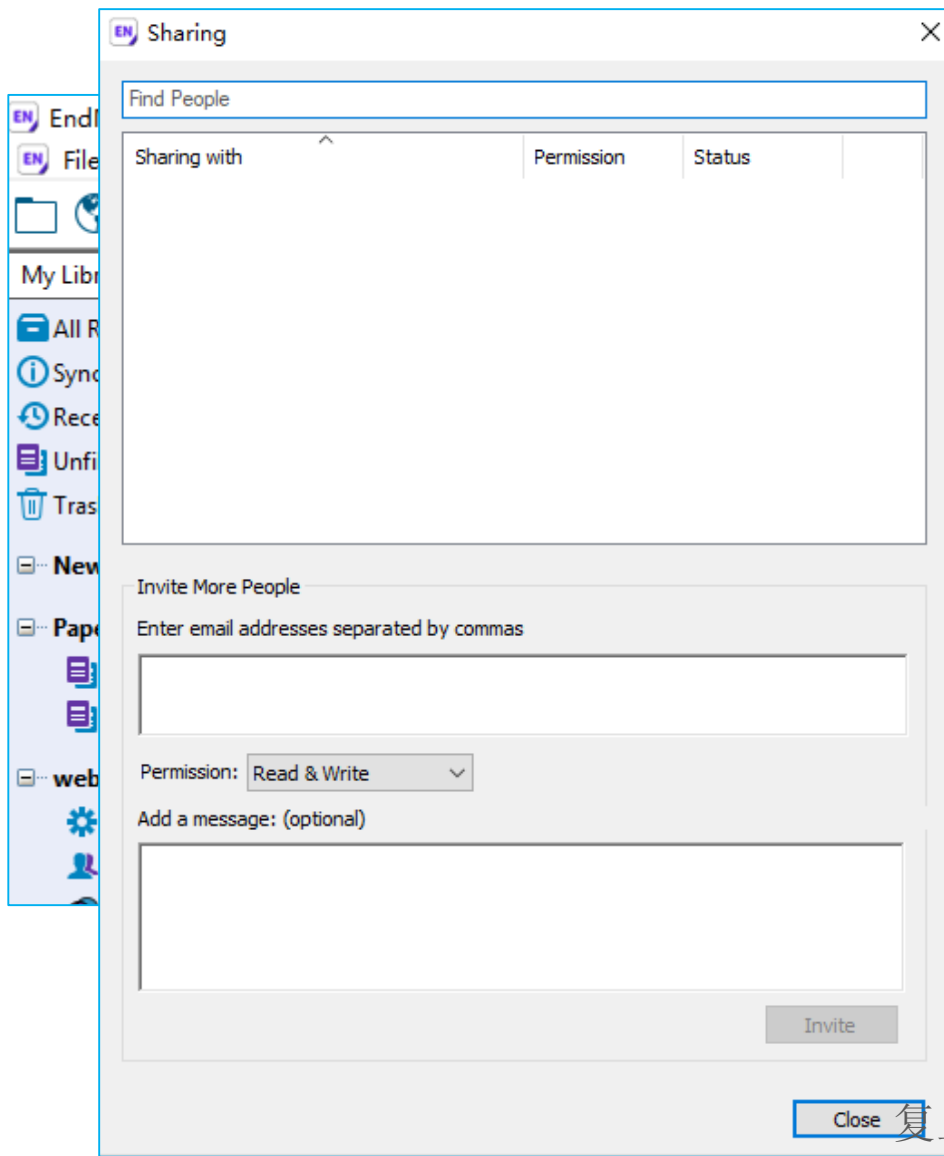 EN Sharing
Find People
Sharing with Permission Status
EN
EN File
My Libr
All R
Sync
Rece
Unfi
Tras
New
Pape
web
Invite More People
Enter email addresses separated by commas
Permission: Read & Write
Add a message: (optional)
Invite
Close
复